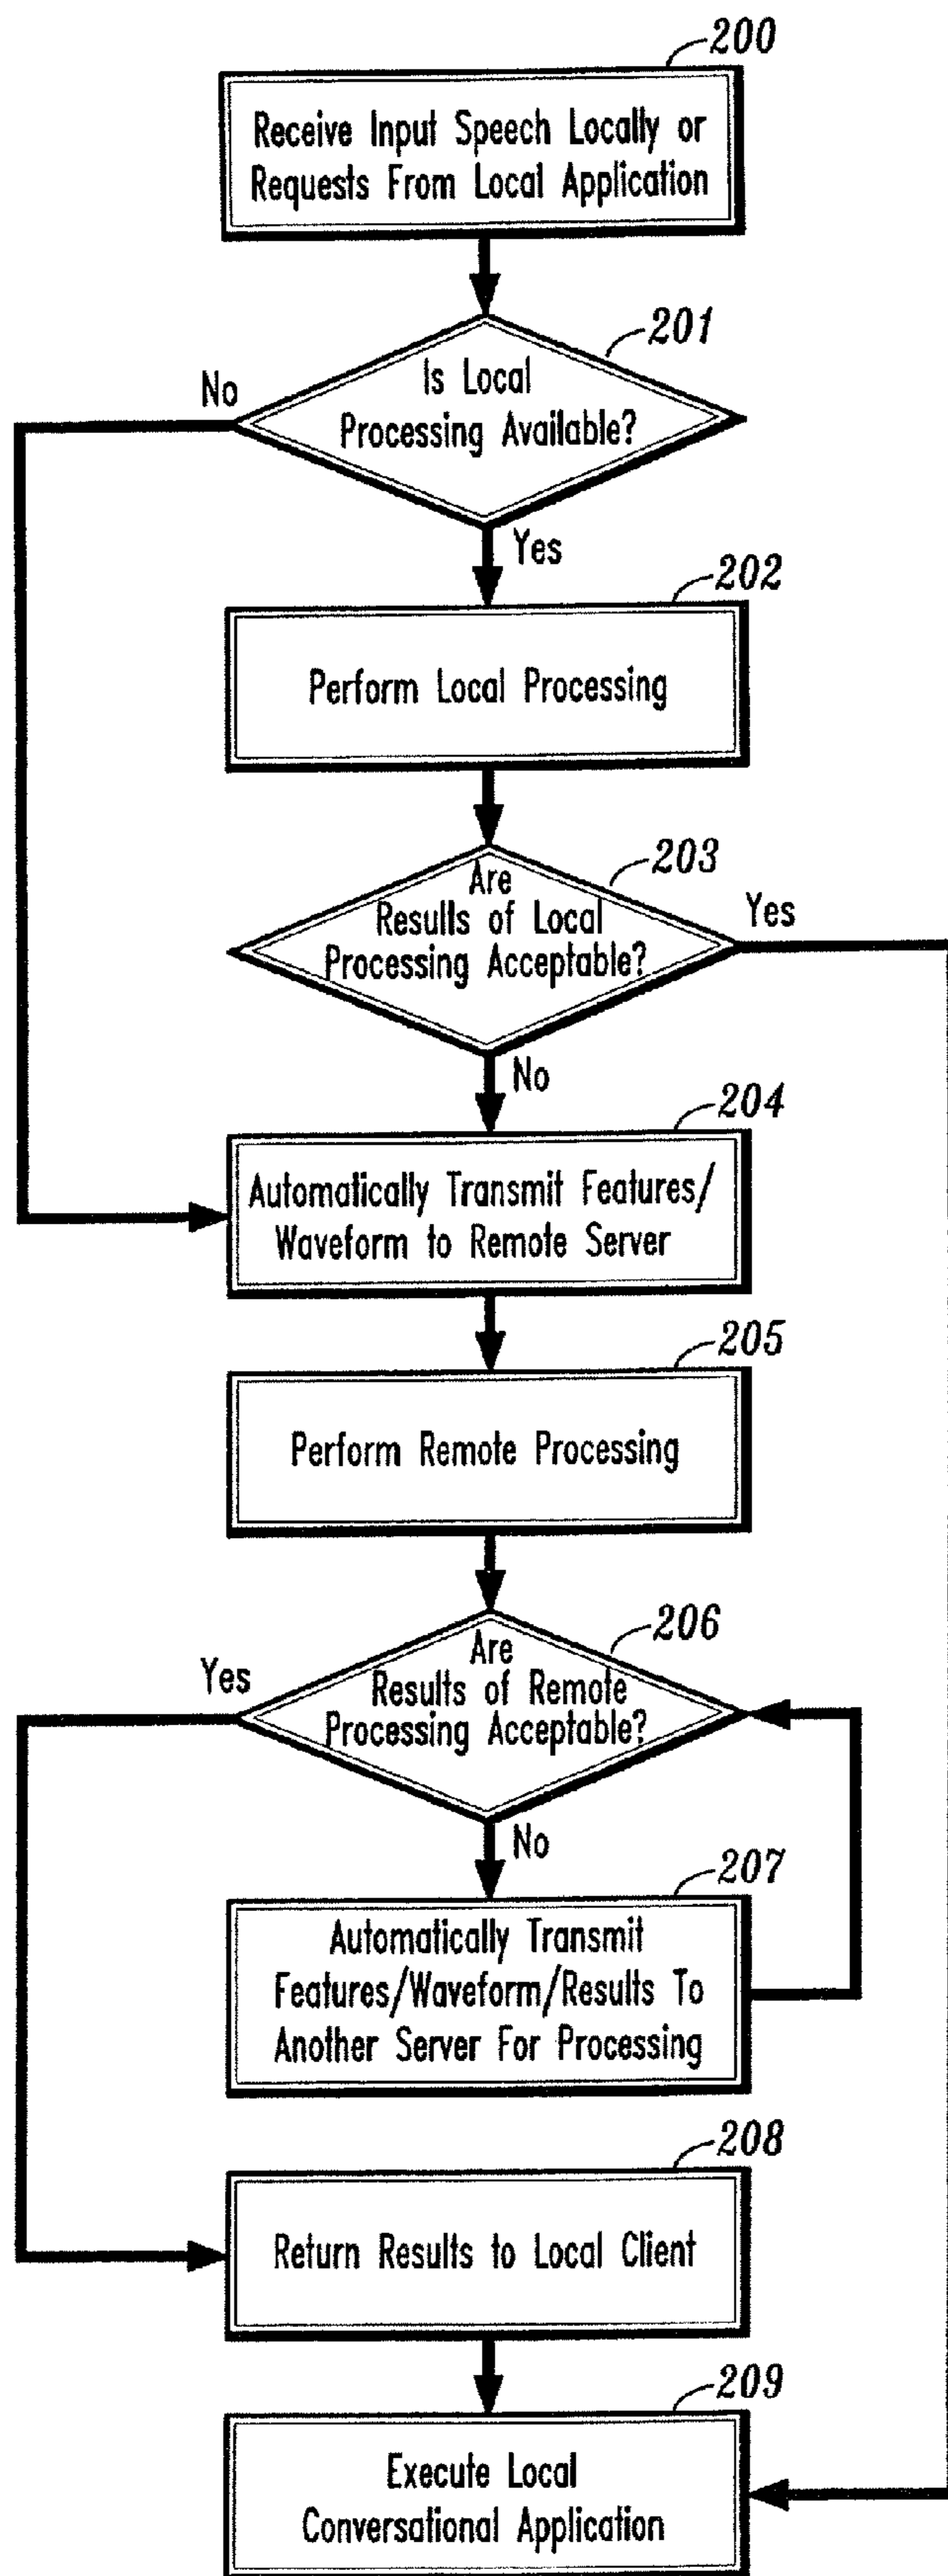 200
Receive Input Speech Locally or
Requests From Local Application
201
Is Local
Processing Available?
No
Yes
202
Perform Local Processing
203
Are
Results of Local
Processing Acceptable?
Yes
No
204
Automatically Transmit Features/
Waveform to Remote Server
205
Perform Remote Processing
206
Are
Results of Remote
Processing Acceptable?
Yes
No
207
Automatically Transmit
Features/Waveform/Results To
Another Server For Processing
208
Return Results to Local Client
209
Execute Local
Conversational Application